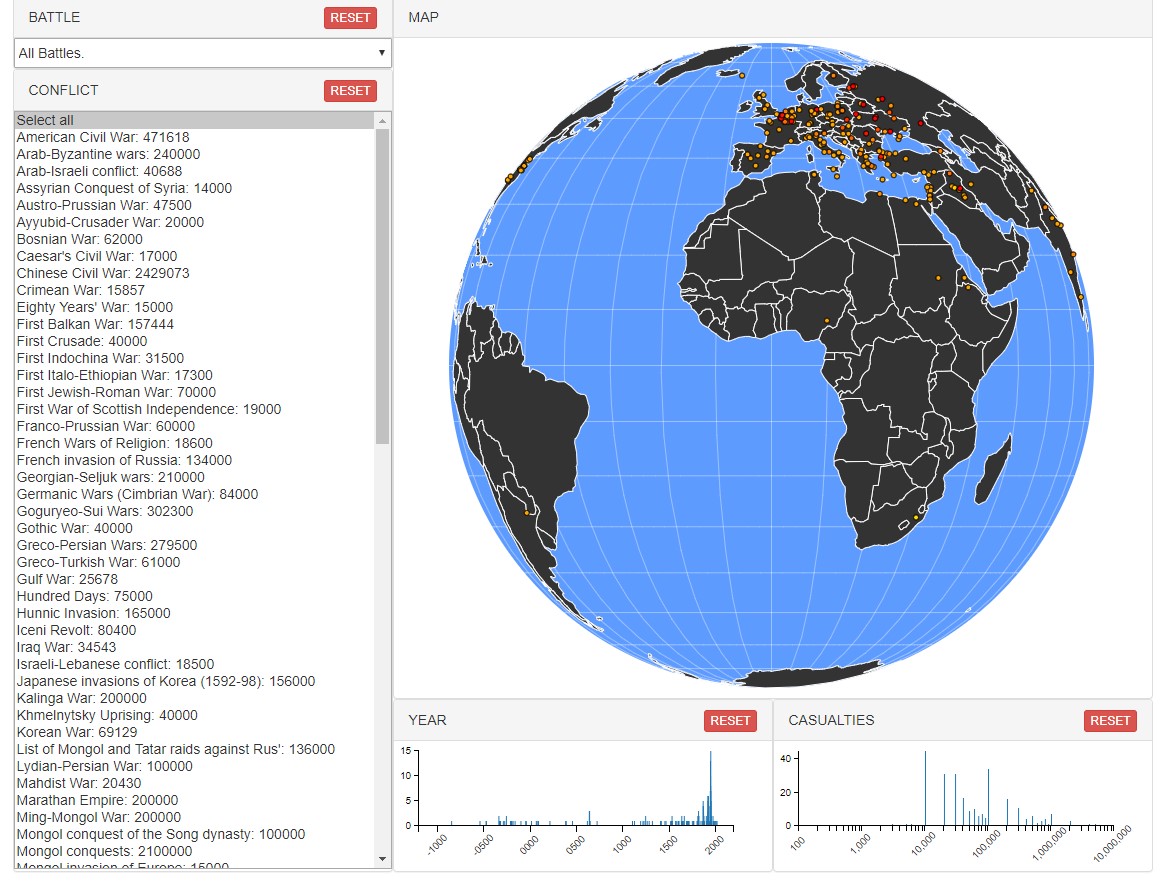 BATTLE
RESET
All Battles.
CONFLICT
RESET
Select all
American Civil War: 471618
Arab-Byzantine wars: 240000
Arab-Israeli conflict: 40688
Assyrian Conquest of Syria: 14000
Austro-Prussian War: 47500
Ayyubid-Crusader War: 20000
Bosnian War: 62000
Caesar's Civil War: 17000
Chinese Civil War: 2429073
Crimean War: 15857
Eighty Years' War: 15000
First Balkan War: 157444
First Crusade: 40000
First Indochina War: 31500
First Italo-Ethiopian War: 17300
First Jewish-Roman War: 70000
First War of Scottish Independence: 19000
Franco-Prussian War: 60000
French Wars of Religion: 18600
French invasion of Russia: 134000
Georgian-Seljuk wars: 210000
Germanic Wars (Cimbrian War): 84000
Goguryeo-Sui Wars: 302300
Gothic War: 40000
Greco-Persian Wars: 279500
Greco-Turkish War: 61000
Gulf War: 25678
Hundred Days: 75000
Hunnic Invasion: 165000
Iceni Revolt: 80400
Iraq War: 34543
Israeli-Lebanese conflict: 18500
Japanese invasions of Korea (1592-98): 156000
Kalinga War: 200000
Khmelnytsky Uprising: 40000
Korean War: 69129
List of Mongol and Tatar raids against Rus': 136000
Lydian-Persian War: 100000
Mahdist War: 20430
Marathan Empire: 200000
Ming-Mongol War: 200000
Mongol conquest of the Song dynasty: 100000
Mongol conquests: 2100000
Mongol invasion of Europe: 15000
MAP
YEAR
RESET
15
10
5
0
-1000
-0500
0000
0500
1000
1500
2000
CASUALTIES
RESET
40
20
0
100
1,000
10,000
100,000
1,000,000
10,000,000